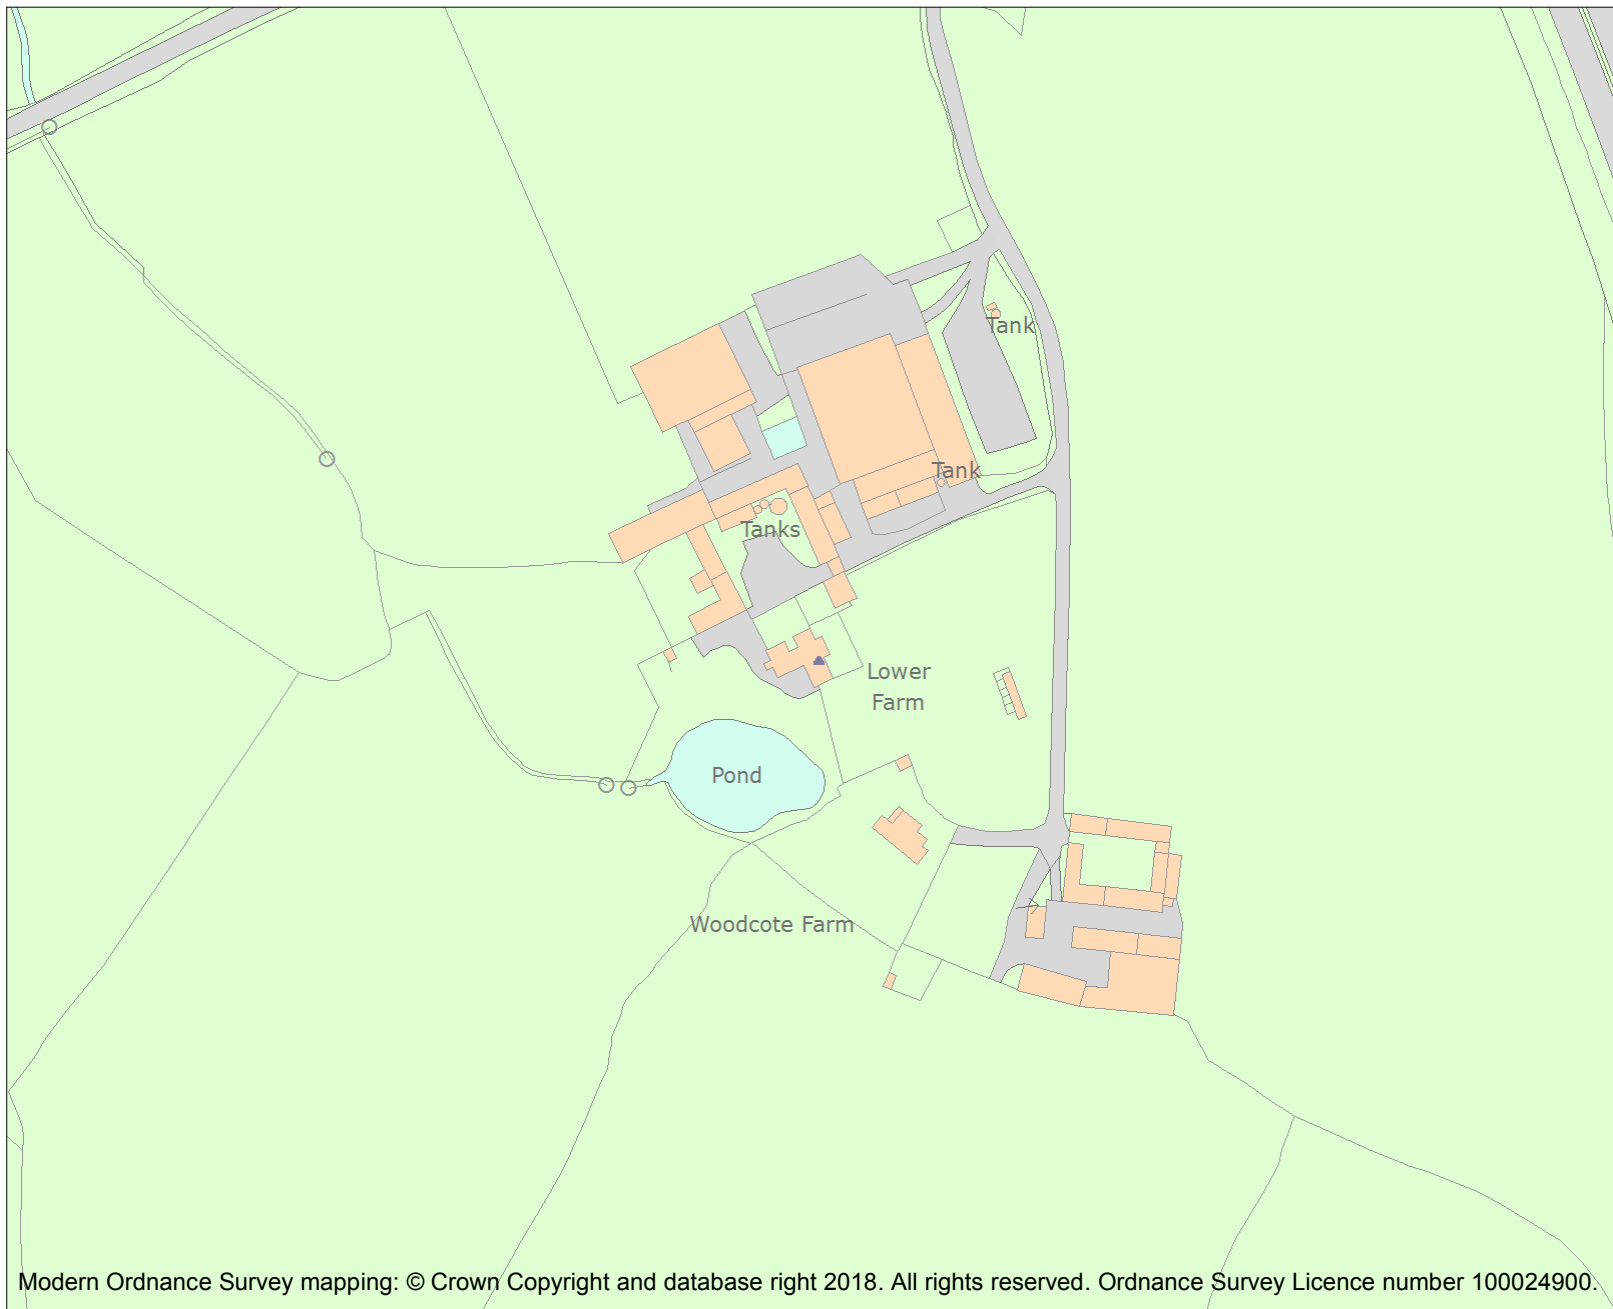 Tank
Tank
Tanks
Lower
Farm
Pond
Woodcote Farm
Modern Ordnance Survey mapping: © Crown Copyright and database right 2018. All rights reserved. Ordnance Survey Licence number 100024900.